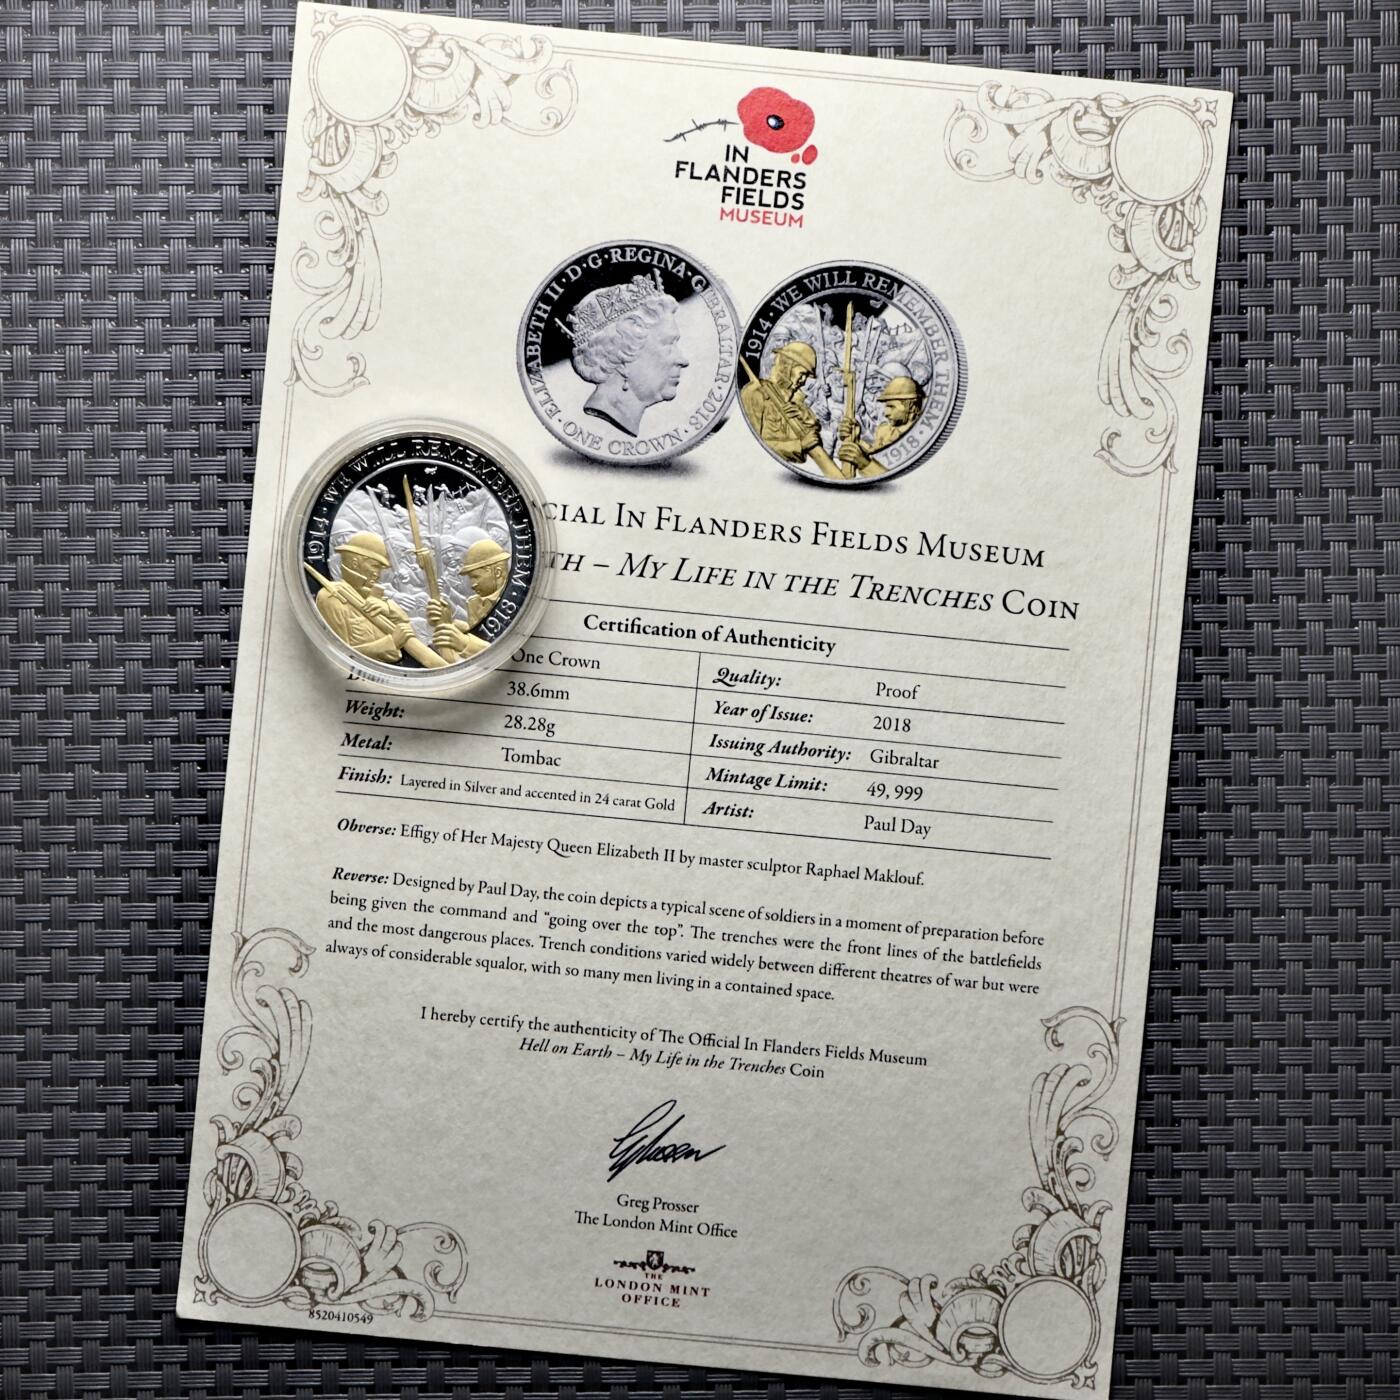 IN
FLANDERS
FIELDS
MUSEUM
ELIZABETH II · D · G · REGINA · GIBRALTAR · 2018 · ONE CROWN ·
1914 · WE WILL REMEMBER THEM · 1918
1914 · WE WILL REMEMBER THEM · 1918
CIAL IN FLANDERS FIELDS MUSEUM
TH – MY LIFE IN THE TRENCHES COIN
Certification of Authenticity
One Crown
38.6mm
Weight: 28.28g
Metal: Tombac
Finish: Layered in Silver and accented in 24 carat Gold
Quality: Proof
Year of Issue: 2018
Issuing Authority: Gibraltar
Mintage Limit: 49,999
Artist: Paul Day
Obverse: Effigy of Her Majesty Queen Elizabeth II by master sculptor Raphael Maklouf.
Reverse: Designed by Paul Day, the coin depicts a typical scene of soldiers in a moment of preparation before
being given the command and “going over the top”. The trenches were the front lines of the battlefields
and the most dangerous places. Trench conditions varied widely between different theatres of war but were
always of considerable squalor, with so many men living in a contained space.
I hereby certify the authenticity of The Official In Flanders Fields Museum
Hell on Earth – My Life in the Trenches Coin
Greg Prosser
The London Mint Office
THE
LONDON MINT
OFFICE
8520410549